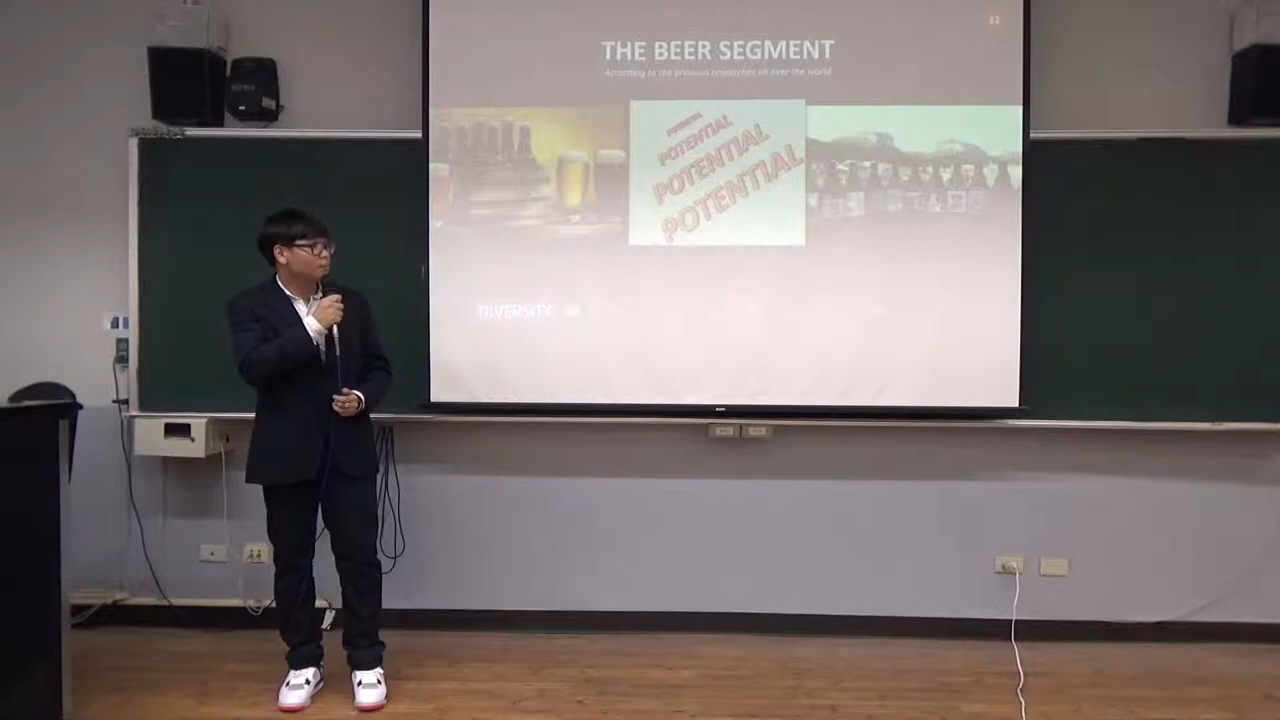 THE BEER SEGMENT
According to the previous researches all over the world
POTENTIAL
POTENTIAL
POTENTIAL
DIVERSITY